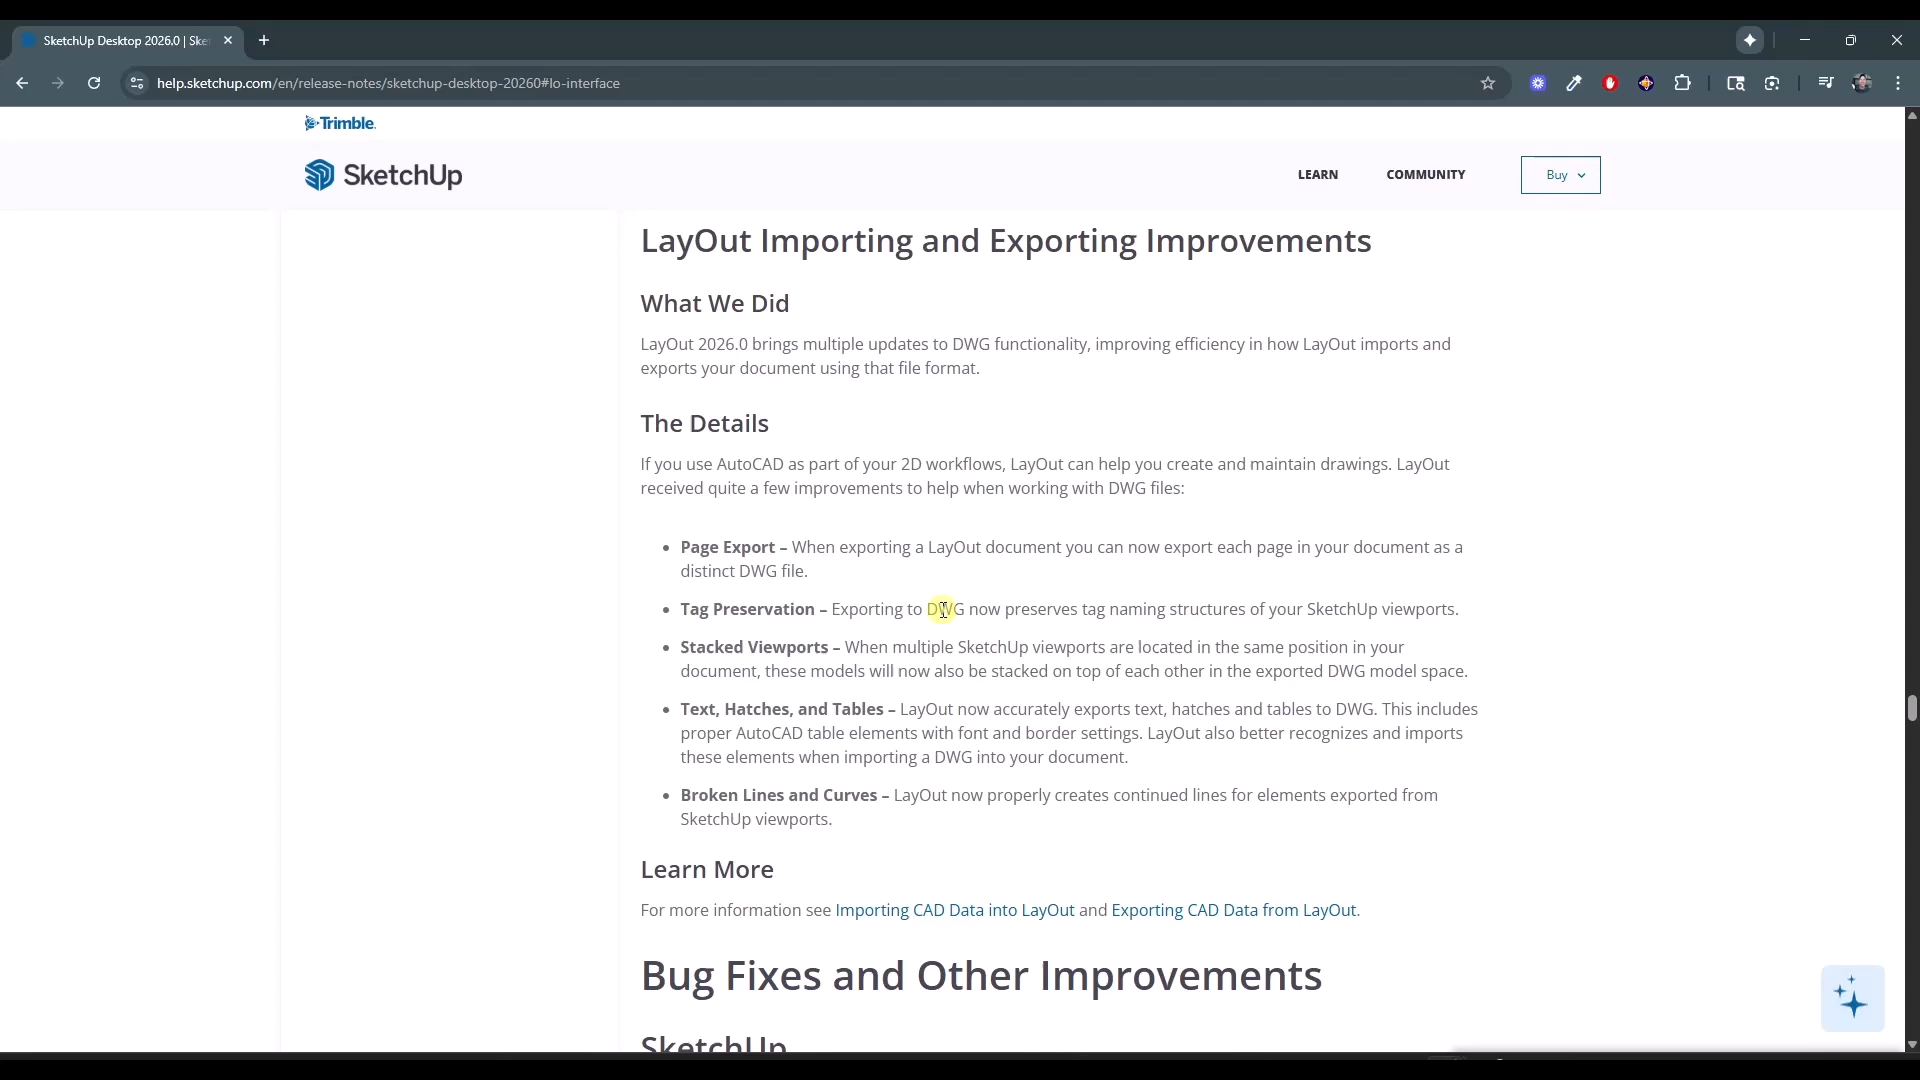 SketchUp Desktop 2026.0 | Ske
help.sketchup.com/en/release-notes/sketchup-desktop-20260#lo-interface
Trimble.
SketchUp
LEARN
COMMUNITY
Buy
LayOut Importing and Exporting Improvements
What We Did
LayOut 2026.0 brings multiple updates to DWG functionality, improving efficiency in how LayOut imports and
exports your document using that file format.
The Details
If you use AutoCAD as part of your 2D workflows, LayOut can help you create and maintain drawings. LayOut
received quite a few improvements to help when working with DWG files:
• Page Export – When exporting a LayOut document you can now export each page in your document as a
distinct DWG file.
• Tag Preservation – Exporting to DWG now preserves tag naming structures of your SketchUp viewports.
• Stacked Viewports – When multiple SketchUp viewports are located in the same position in your
document, these models will now also be stacked on top of each other in the exported DWG model space.
• Text, Hatches, and Tables – LayOut now accurately exports text, hatches and tables to DWG. This includes
proper AutoCAD table elements with font and border settings. LayOut also better recognizes and imports
these elements when importing a DWG into your document.
• Broken Lines and Curves – LayOut now properly creates continued lines for elements exported from
SketchUp viewports.
Learn More
For more information see Importing CAD Data into LayOut and Exporting CAD Data from LayOut.
Bug Fixes and Other Improvements
SketchUp